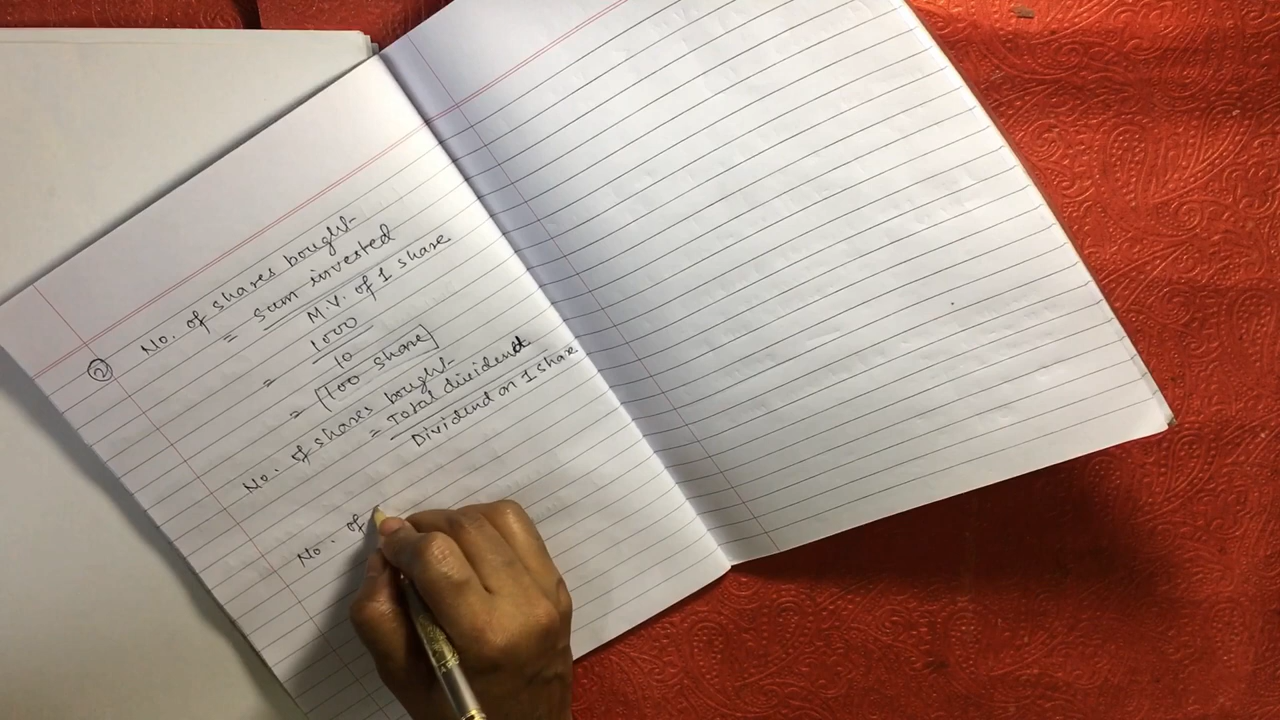 ② No. of shares bought-
= Sum invested
M.V. of 1 share
= 1000
10
= [100 share]
No. of shares bought-
= Total dividend
Dividend on 1 share
No. of